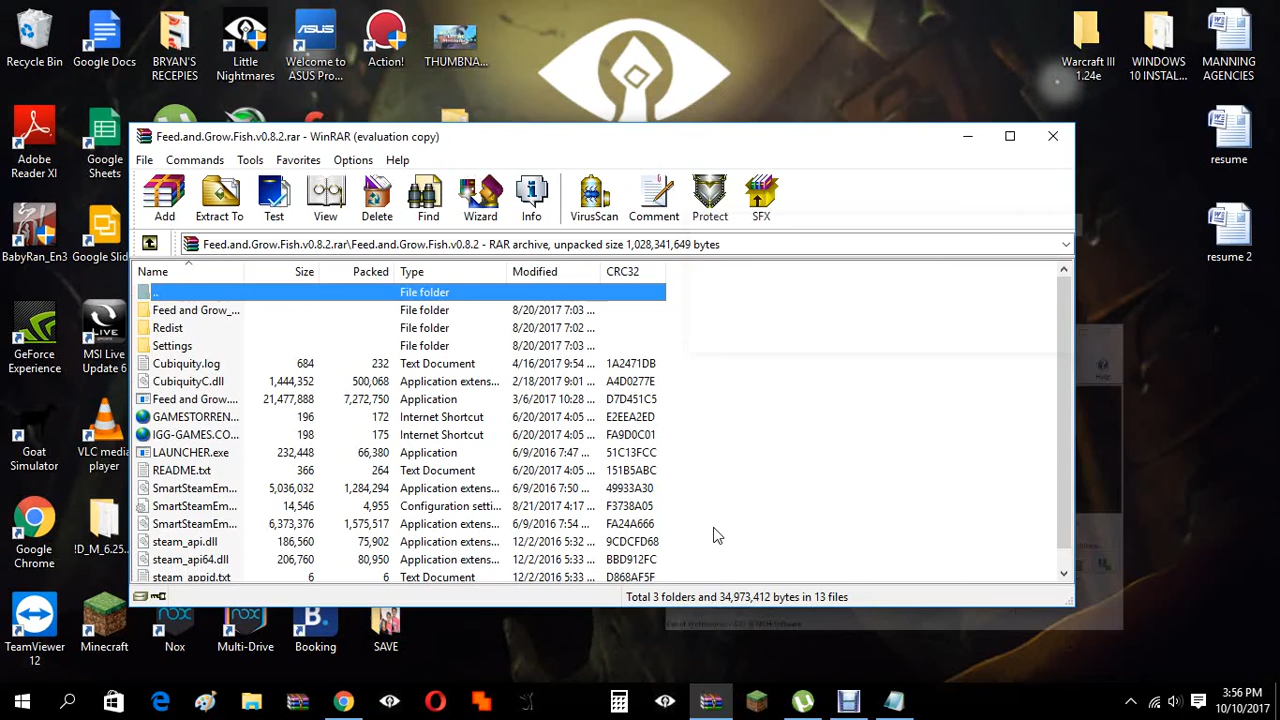 Recycle Bin
Google Docs
BRYAN'S
RECEPIES
Little
Nightmares
Welcome to
ASUS Pro...
Action!
THUMBNA...
Warcraft III
1.24e
WINDOWS
10 INSTAL...
MANNING
AGENCIES
Feed.and.Grow.Fish.v0.8.2.rar - WinRAR (evaluation copy)
File Commands Tools Favorites Options Help
Add Extract To Test View Delete Find Wizard Info VirusScan Comment Protect SFX
Feed.and.Grow.Fish.v0.8.2.rar\Feed.and.Grow.Fish.v0.8.2 - RAR archive, unpacked size 1,028,341,649 bytes
Name Size Packed Type Modified CRC32
.. File folder
Feed and Grow_... File folder 8/20/2017 7:03 ...
Redist File folder 8/20/2017 7:02 ...
Settings File folder 8/20/2017 7:03 ...
Cubiquity.log 684 232 Text Document 4/16/2017 9:54 ... 1A2471DB
CubiquityC.dll 1,444,352 500,068 Application extens... 2/18/2017 9:01 ... A4D0277E
Feed and Grow.... 21,477,888 7,272,750 Application 3/6/2017 10:28 ... D7D451C5
GAMESTORREN... 196 172 Internet Shortcut 6/20/2017 4:05 ... E2EEA2ED
IGG-GAMES.CO... 198 175 Internet Shortcut 6/20/2017 4:05 ... FA9D0C01
LAUNCHER.exe 232,448 66,380 Application 6/9/2016 7:47 ... 51C13FCC
README.txt 366 264 Text Document 6/20/2017 4:05 ... 151B5ABC
SmartSteamEm... 5,036,032 1,284,294 Application extens... 6/9/2016 7:50 ... 49933A30
SmartSteamEm... 14,546 4,955 Configuration setti... 8/21/2017 4:17 ... F3738A05
SmartSteamEm... 6,373,376 1,575,517 Application extens... 6/9/2016 7:54 ... FA24A666
steam_api.dll 186,560 75,902 Application extens... 12/2/2016 5:32 ... 9CDCFD68
steam_api64.dll 206,760 80,950 Application extens... 12/2/2016 5:33 ... BBD912FC
steam_appid.txt 6 6 Text Document 12/2/2016 5:33 ... D868AF5F
Total 3 folders and 34,973,412 bytes in 13 files
Adobe
Reader XI
Google
Sheets
resume
BabyRan_En3
Google Slid
resume 2
GeForce
Experience
LIVE
MSI Live
Update 6
Help
Goat
Simulator
VLC med
player
Google
Chrome
!D_M_6.25...
TeamViewer
12
Minecraft
Nox
Multi-Drive
B.
Booking
SAVE
3:56 PM
10/10/2017